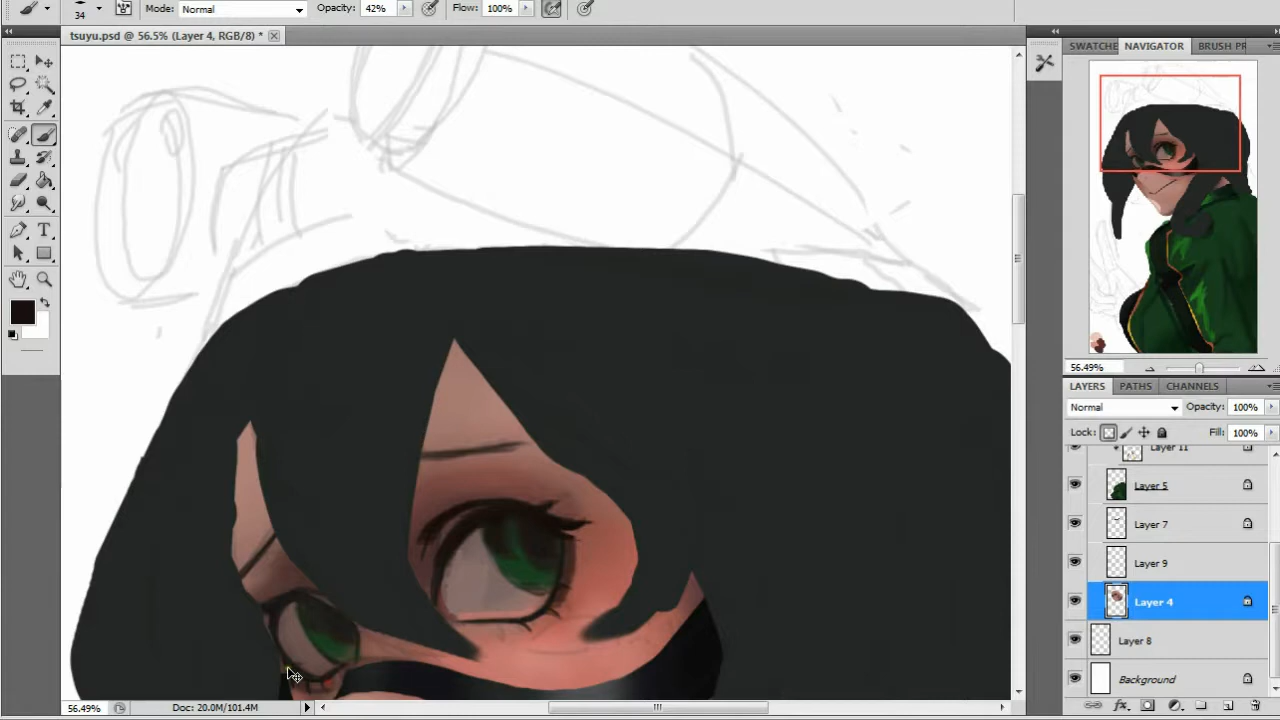 34 Mode: Normal Opacity: 42% Flow: 100%
tsuyu.psd @ 56.5% (Layer 4, RGB/8) *
SWATCHE NAVIGATOR BRUSH PR
56.49%
LAYERS PATHS CHANNELS
Normal Opacity: 100%
Lock: Fill: 100%
Layer 11
Layer 5
Layer 7
Layer 9
Layer 4
Layer 8
Background
56.49% Doc: 20.0M/101.4M
fx